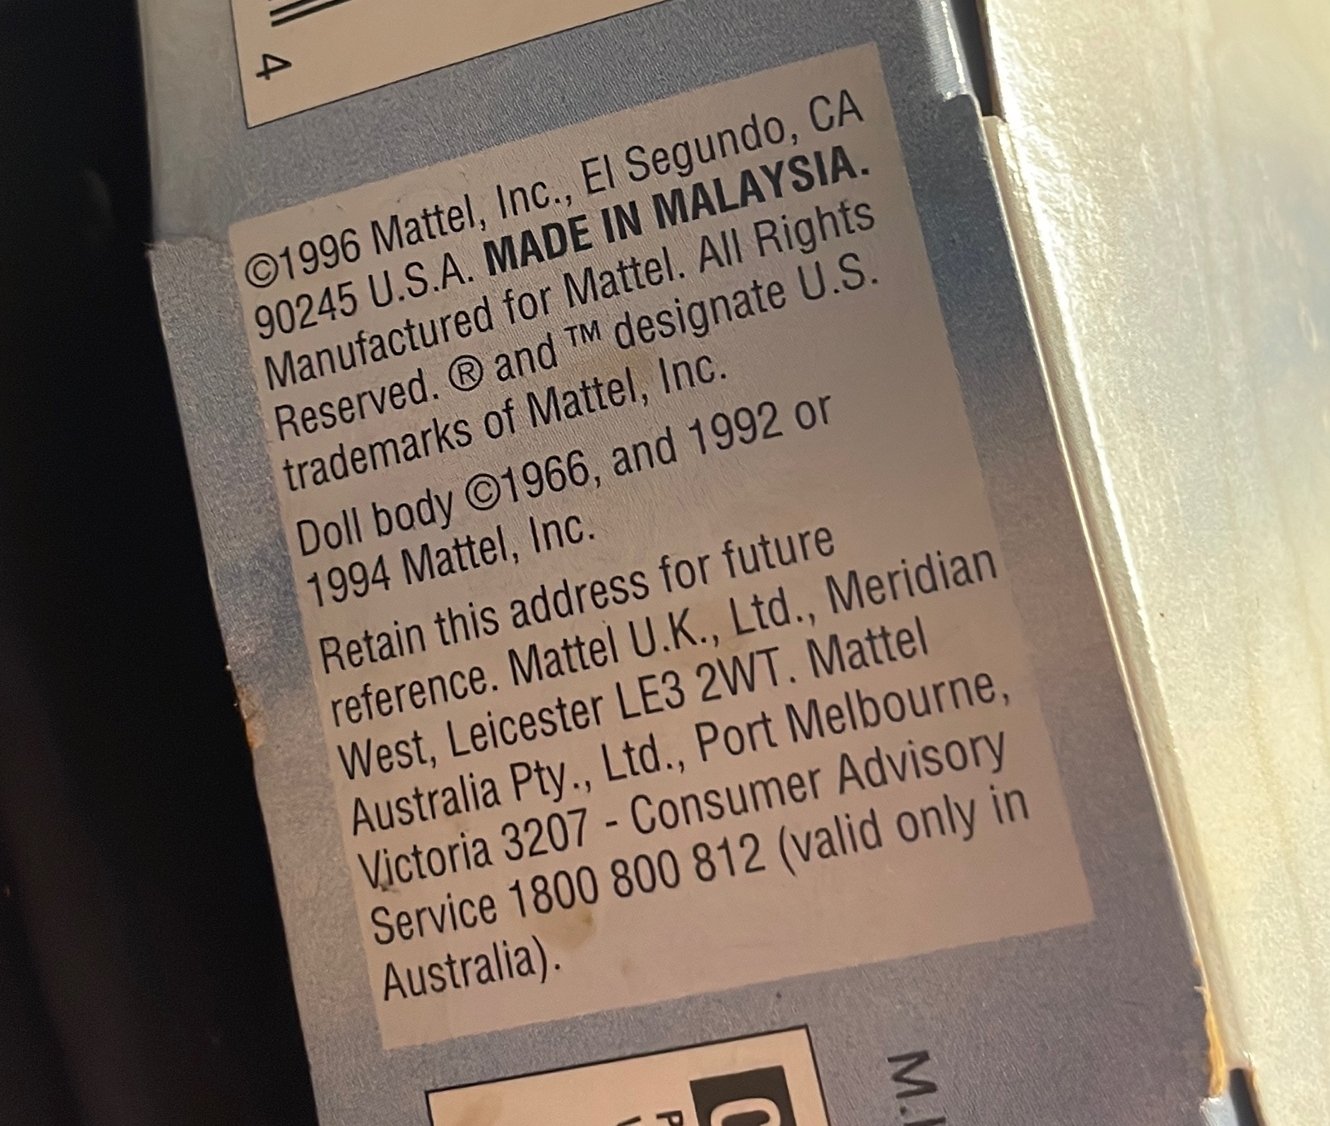 4
©1996 Mattel, Inc., El Segundo, CA
90245 U.S.A. MADE IN MALAYSIA.
Manufactured for Mattel. All Rights
Reserved. ® and ™ designate U.S.
trademarks of Mattel, Inc.
Doll body ©1966, and 1992 or
1994 Mattel, Inc.
Retain this address for future
reference. Mattel U.K., Ltd., Meridian
West, Leicester LE3 2WT. Mattel
Australia Pty., Ltd., Port Melbourne,
Victoria 3207 - Consumer Advisory
Service 1800 800 812 (valid only in
Australia).